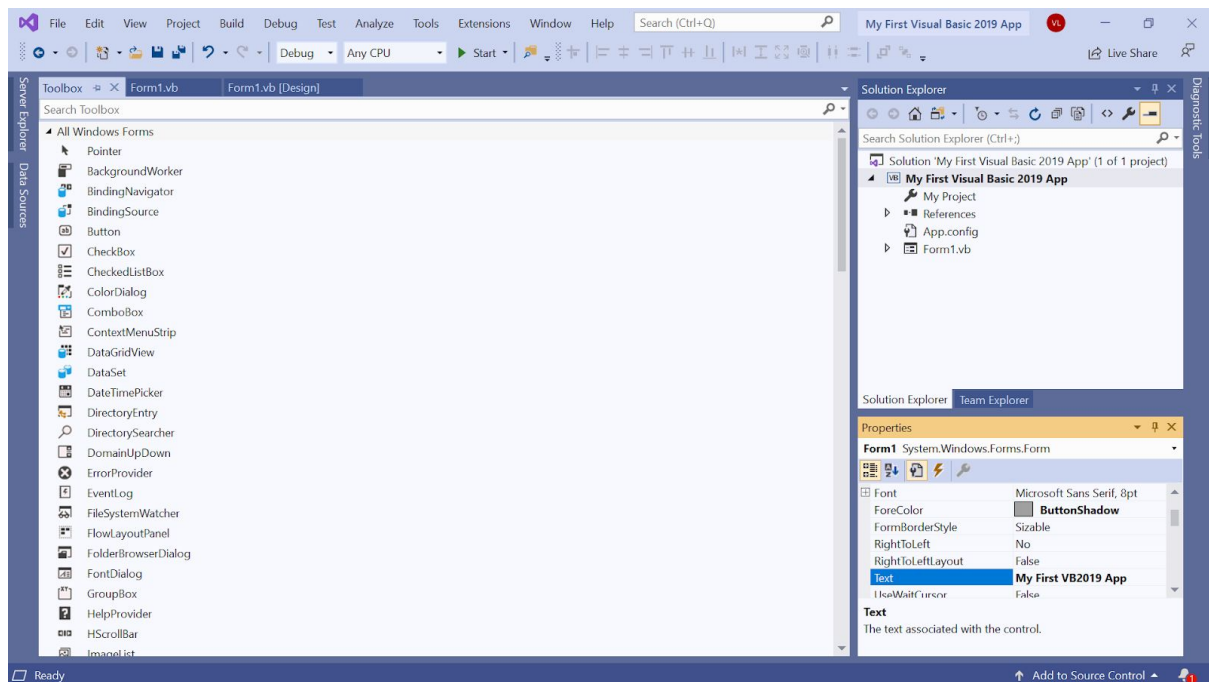 File Edit View Project Build Debug Test Analyze Tools Extensions Window Help Search (Ctrl+Q) My First Visual Basic 2019 App VL
Debug Any CPU Start Live Share
Server Explorer
Data Sources
Toolbox Form1.vb Form1.vb [Design]
Search Toolbox
All Windows Forms
Pointer
BackgroundWorker
BindingNavigator
BindingSource
Button
CheckBox
CheckedListBox
ColorDialog
ComboBox
ContextMenuStrip
DataGridView
DataSet
DateTimePicker
DirectoryEntry
DirectorySearcher
DomainUpDown
ErrorProvider
EventLog
FileSystemWatcher
FlowLayoutPanel
FolderBrowserDialog
FontDialog
GroupBox
HelpProvider
HScrollBar
ImageList
Solution Explorer
Search Solution Explorer (Ctrl+;)
Solution 'My First Visual Basic 2019 App' (1 of 1 project)
VB My First Visual Basic 2019 App
My Project
References
App.config
Form1.vb
Solution Explorer Team Explorer
Properties
Form1 System.Windows.Forms.Form
Font Microsoft Sans Serif, 8pt
ForeColor ButtonShadow
FormBorderStyle Sizable
RightToLeft No
RightToLeftLayout False
Text My First VB2019 App
UseWaitCursor False
Text
The text associated with the control.
Diagnostic Tools
Ready Add to Source Control 1